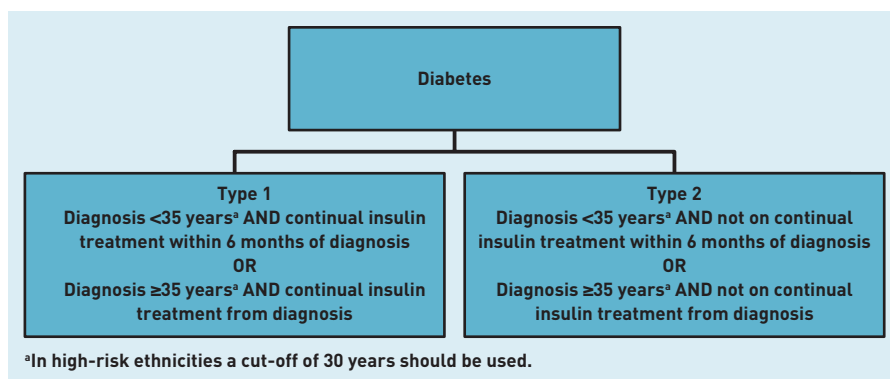 Diabetes
Type 1
Diagnosis <35 yearsª AND continual insulin
treatment within 6 months of diagnosis
OR
Diagnosis ≥35 yearsª AND continual insulin
treatment from diagnosis
Type 2
Diagnosis <35 yearsª AND not on continual
insulin treatment within 6 months of diagnosis
OR
Diagnosis ≥35 yearsª AND not on continual
insulin treatment from diagnosis
ªIn high-risk ethnicities a cut-off of 30 years should be used.